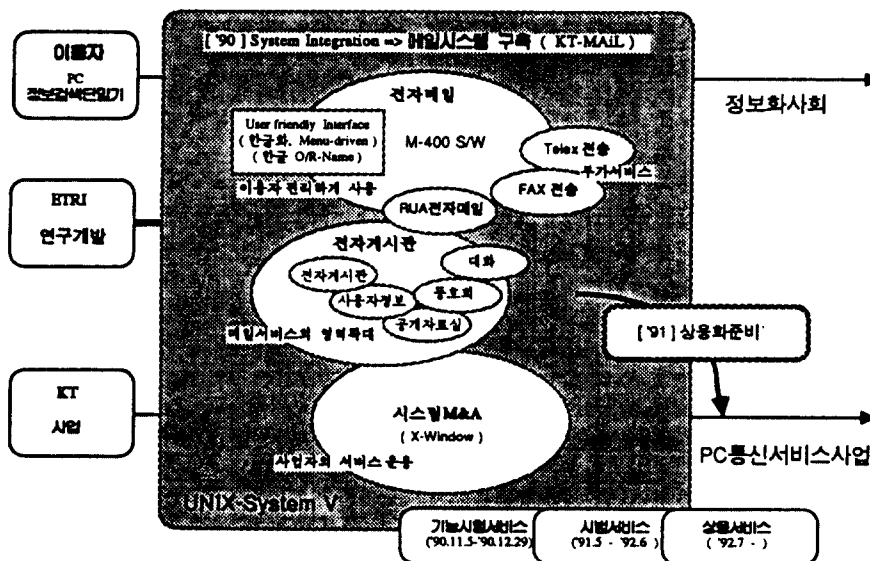 이용자
PC
정보검색단말기
ETRI
연구개발
KT
사업
[ '90 ] System Integration => 메일시스템 구축 ( KT-MAiL )
전자메일
User friendly Interface
( 한글화, Menu-driven )
( 한글 O/R-Name )
M-400 S/W
이용자 편리하게 사용
Telex 전송
부가서비스
FAX 전송
RUA전자메일
전자게시판
대화
전자게시판
사용자정보
동호회
공개자료실
메일서비스의 영역확대
시스템M&A
( X-Window )
사업자의 서비스 운용
UNIX-System V
정보화사회
[ '91 ] 상용화준비
PC통신서비스사업
기능시험서비스
('90.11.5-'90.12.29)
시범서비스
('91.5 - '92.6 )
상용서비스
( '92.7 - )